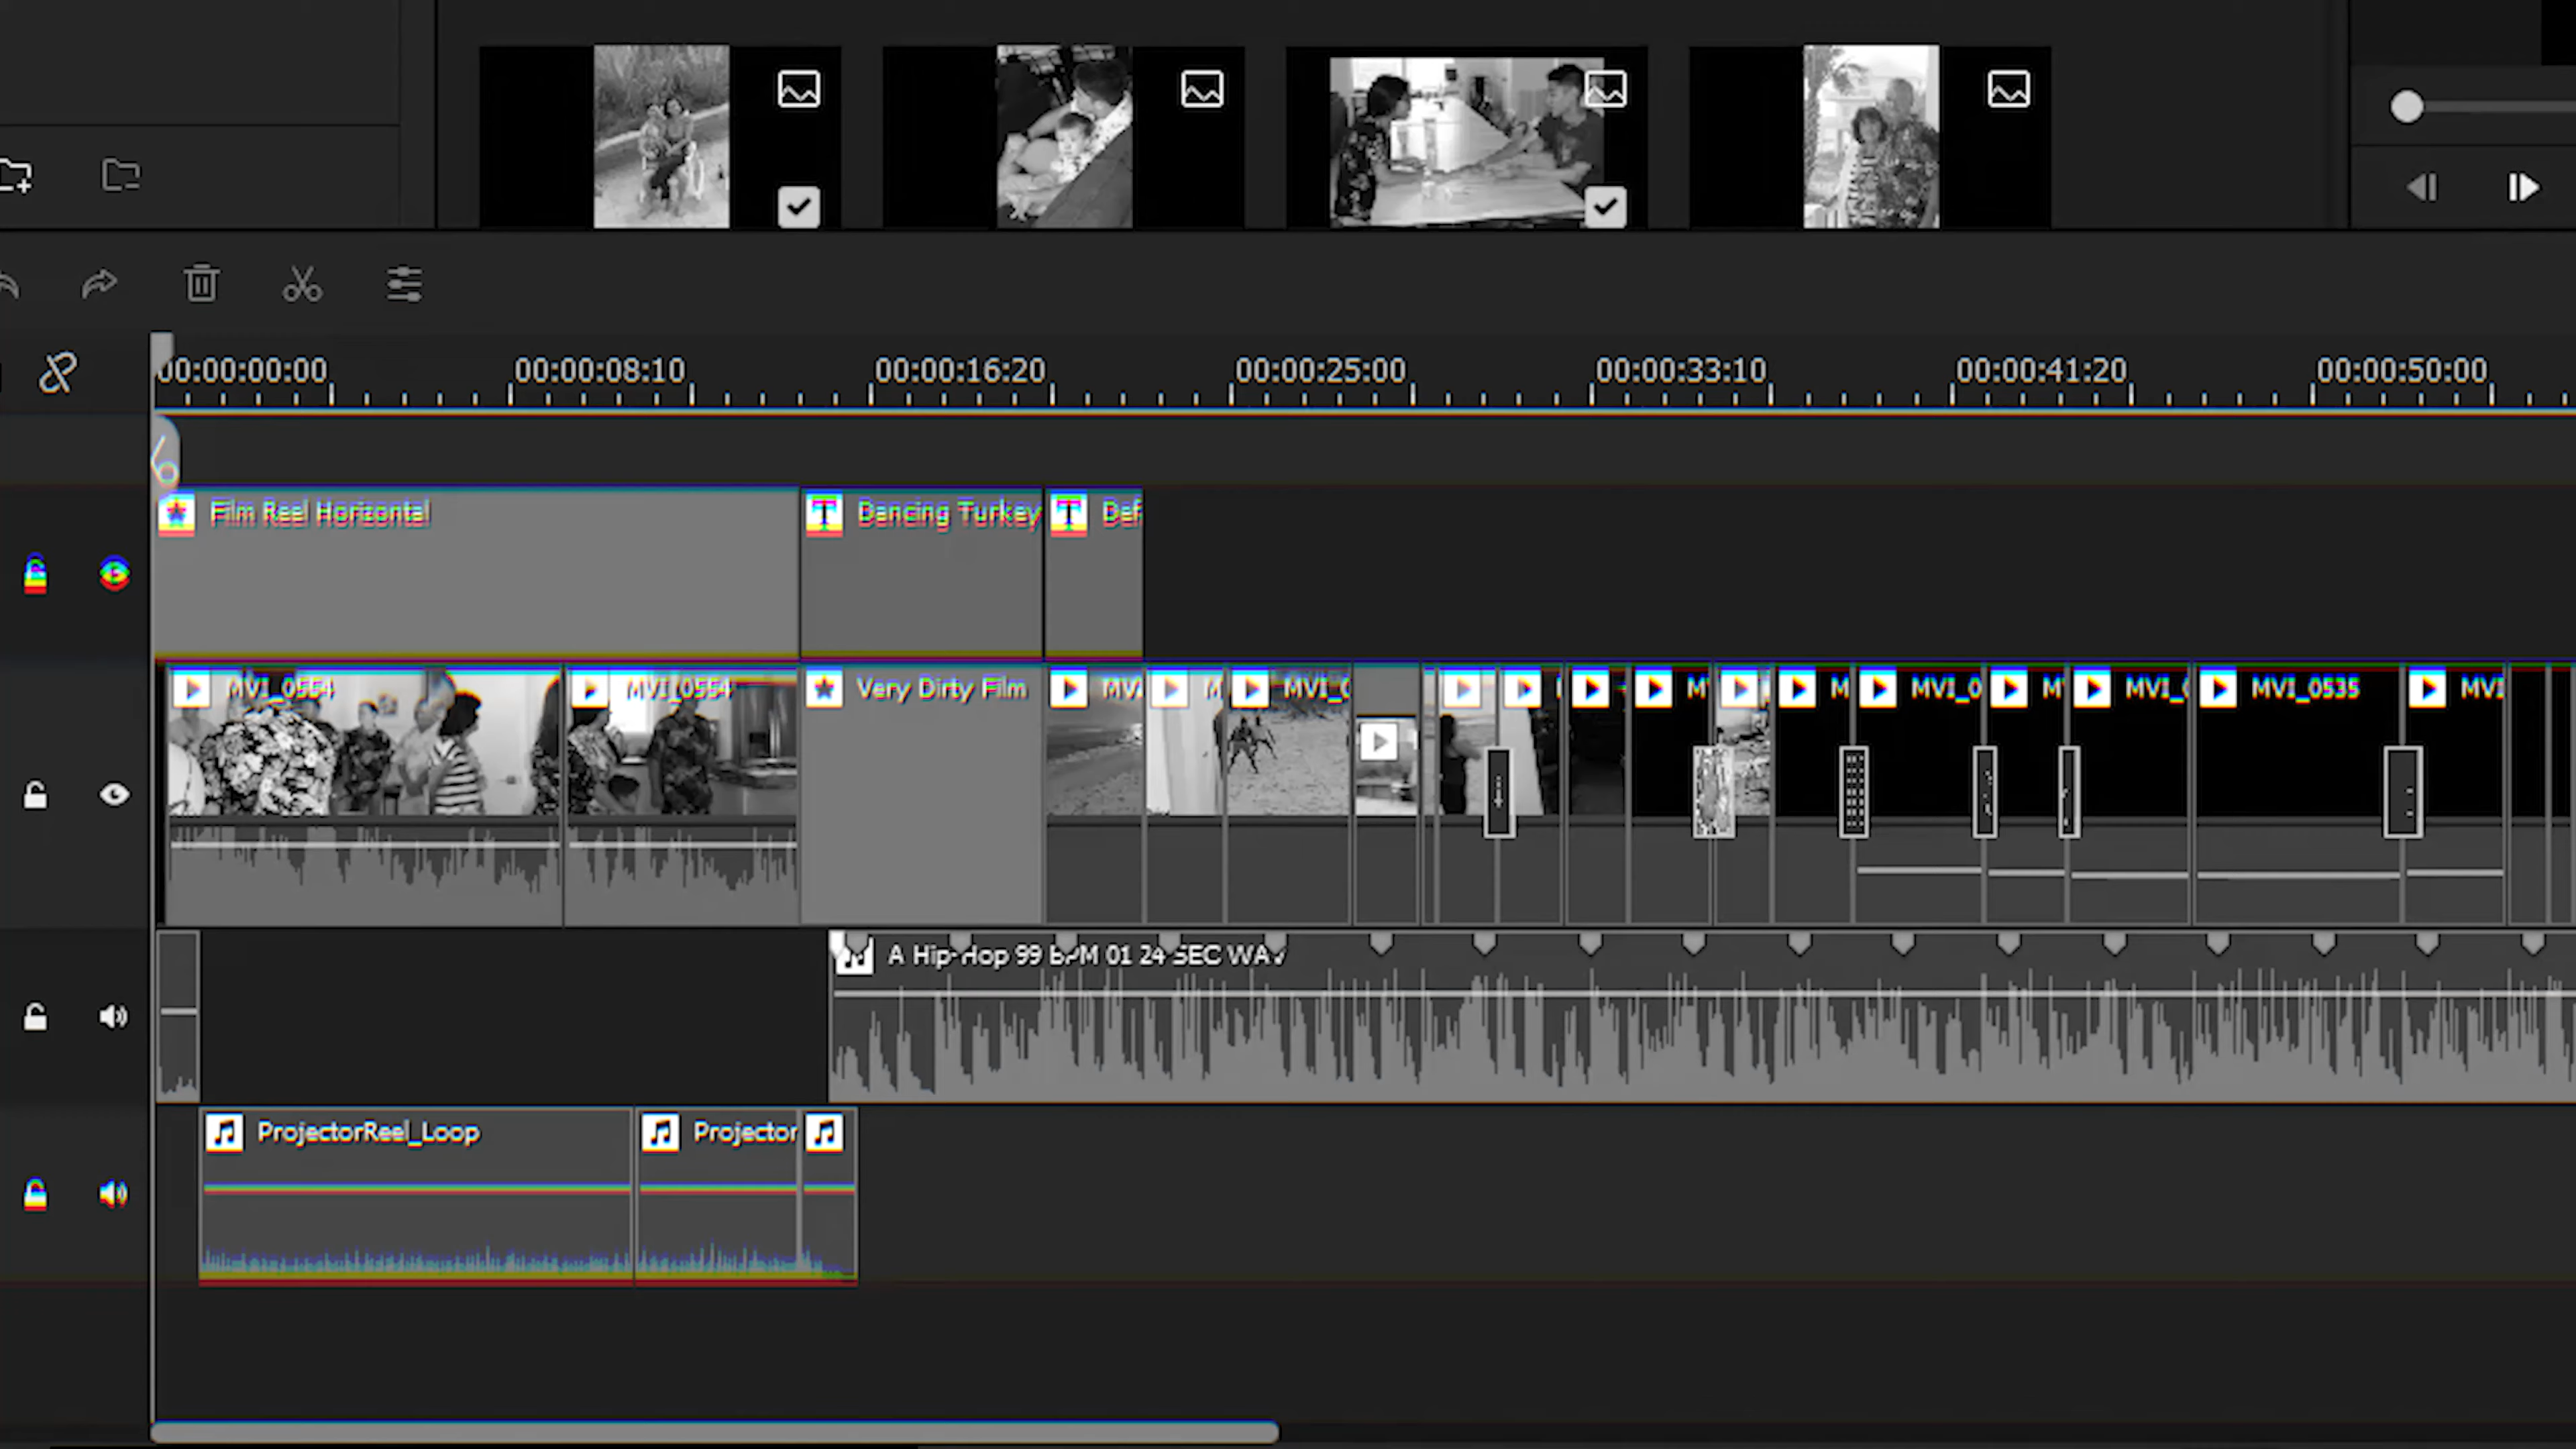 00:00:00:00 00:00:08:10 00:00:16:20 00:00:25:00 00:00:33:10 00:00:41:20 00:00:50:00
Film Reel Horizontal Dancing Turkey Def
MVI_0554 MVI_0554 Very Dirty Film MVI M MVI_0 M M MVI_0 M MVI_0 MVI_0535 MVI
A Hip-Hop 99 BPM 01 24 SEC WAV
ProjectorReel_Loop Projector